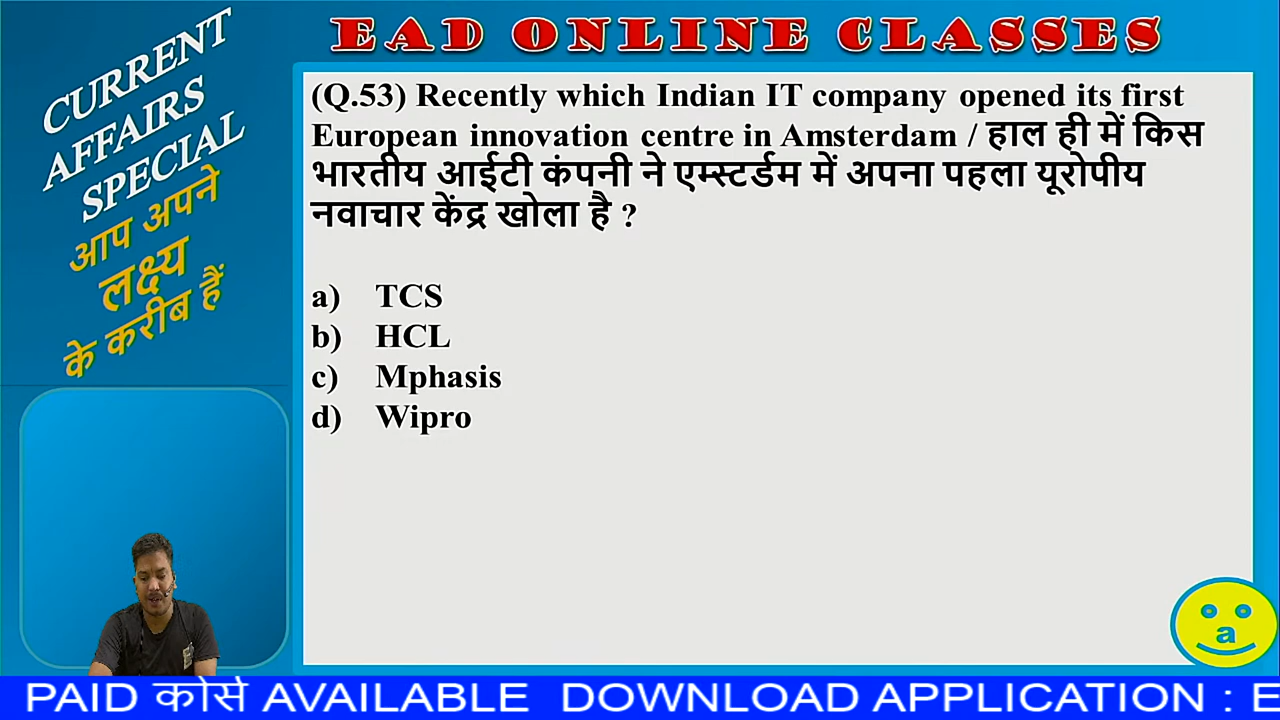 EAD ONLINE CLASSES
CURRENT
AFFAIRS
SPECIAL
आप अपने
लक्ष्य
के करीब हैं
(Q.53) Recently which Indian IT company opened its first
European innovation centre in Amsterdam / हाल ही में किस
भारतीय आईटी कंपनी ने एम्स्टर्डम में अपना पहला यूरोपीय
नवाचार केंद्र खोला है ?
a) TCS
b) HCL
c) Mphasis
d) Wipro
a
PAID कोर्स AVAILABLE DOWNLOAD APPLICATION : E